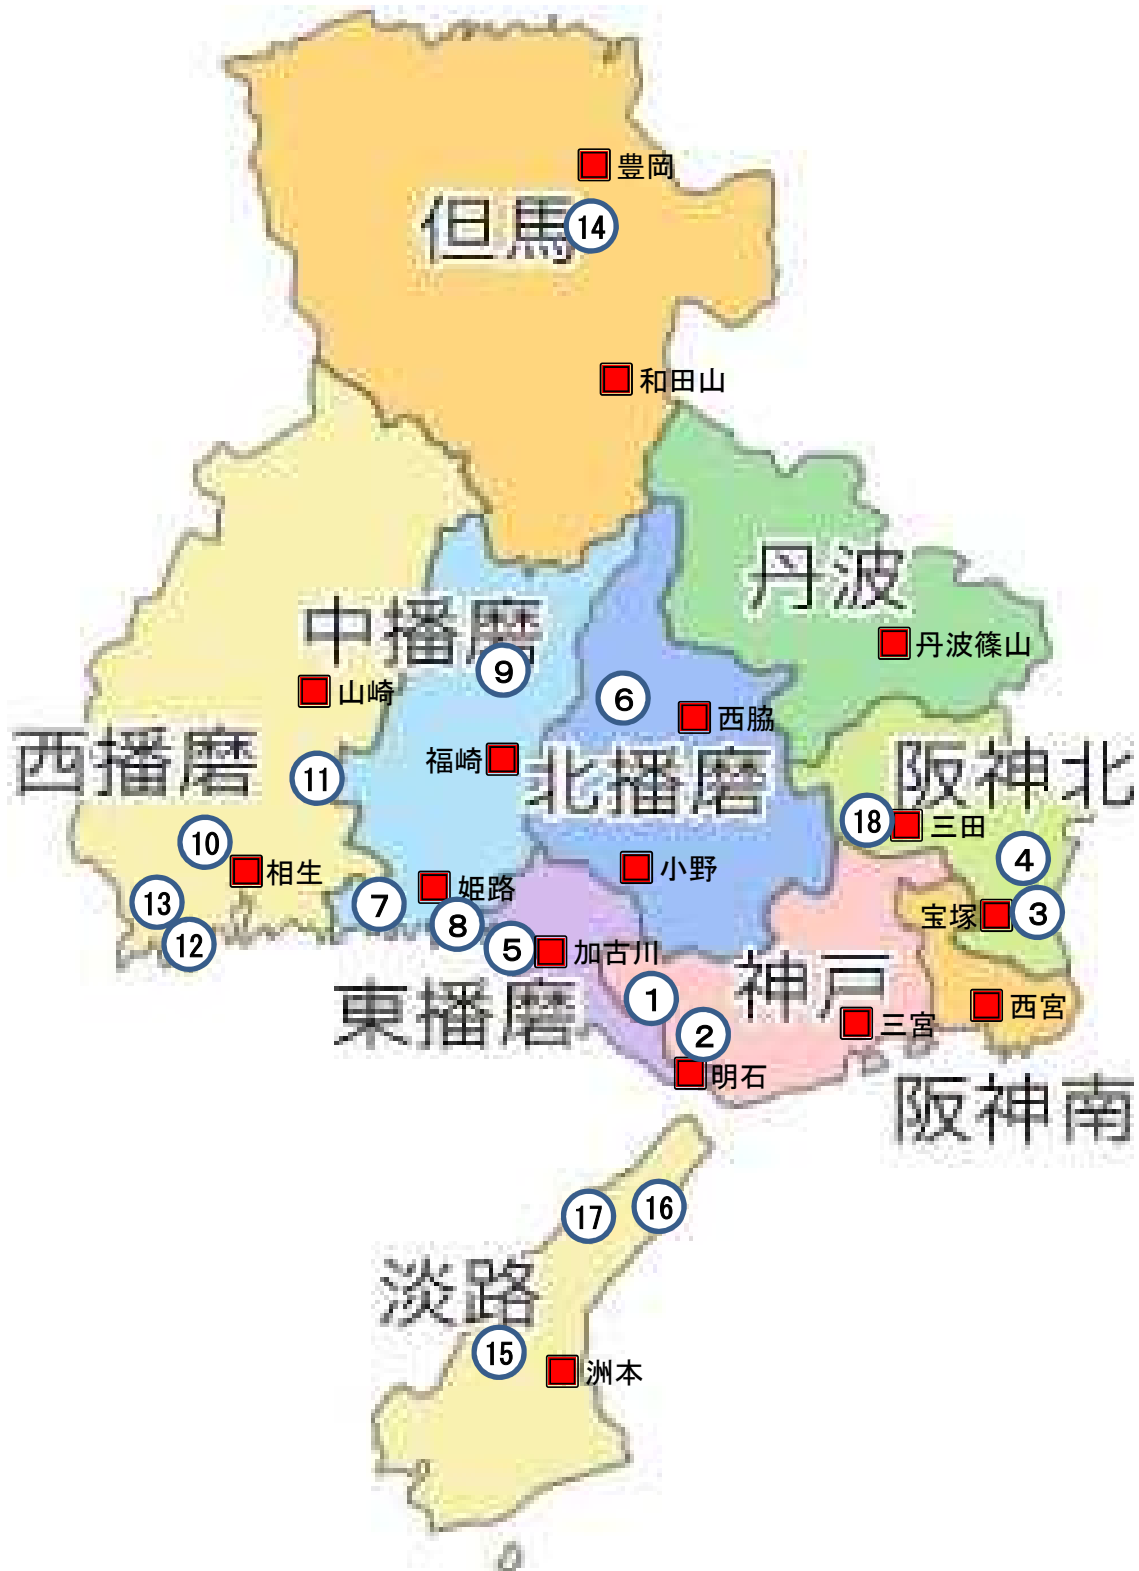 豊岡
但馬
14
和田山
丹波
中播磨
丹波篠山
9
山崎
6
西脇
西播磨
11
福崎
北播磨
阪神北
10
18
三田
相生
小野
4
13
7
姫路
宝塚
3
12
8
5
加古川
東播磨
1
神戸
西宮
2
三宮
明石
阪神南
17
16
淡路
15
洲本